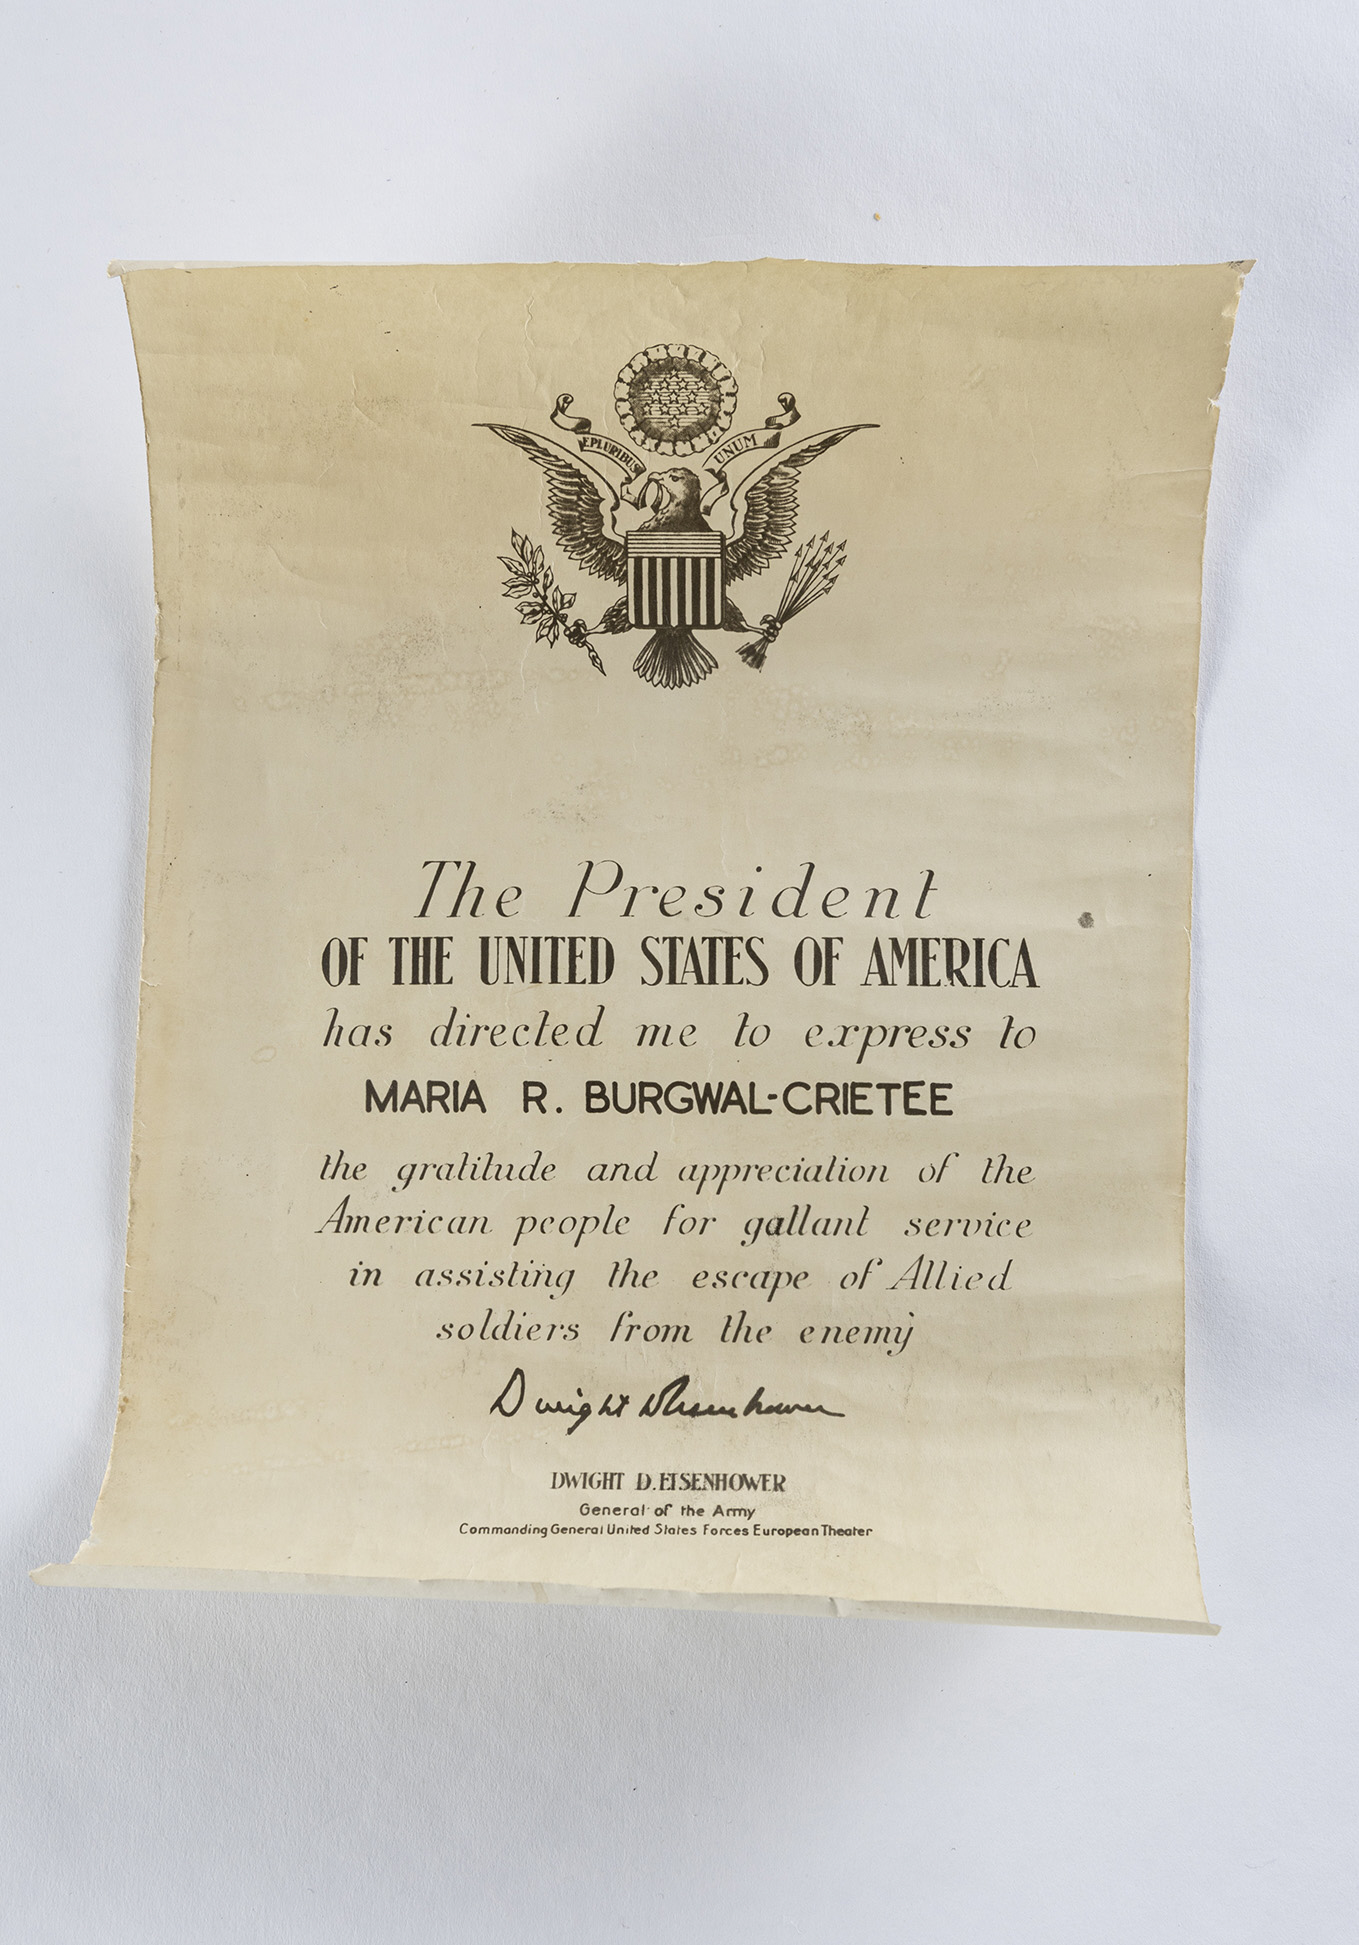 E PLURIBUS UNUM
The President
OF THE UNITED STATES OF AMERICA
has directed me to express to
MARIA R. BURGWAL-CRIETEE
the gratitude and appreciation of the
American people for gallant service
in assisting the escape of Allied
soldiers from the enemy
Dwight D Eisenhower
DWIGHT D. EISENHOWER
General of the Army
Commanding General United States Forces European Theater